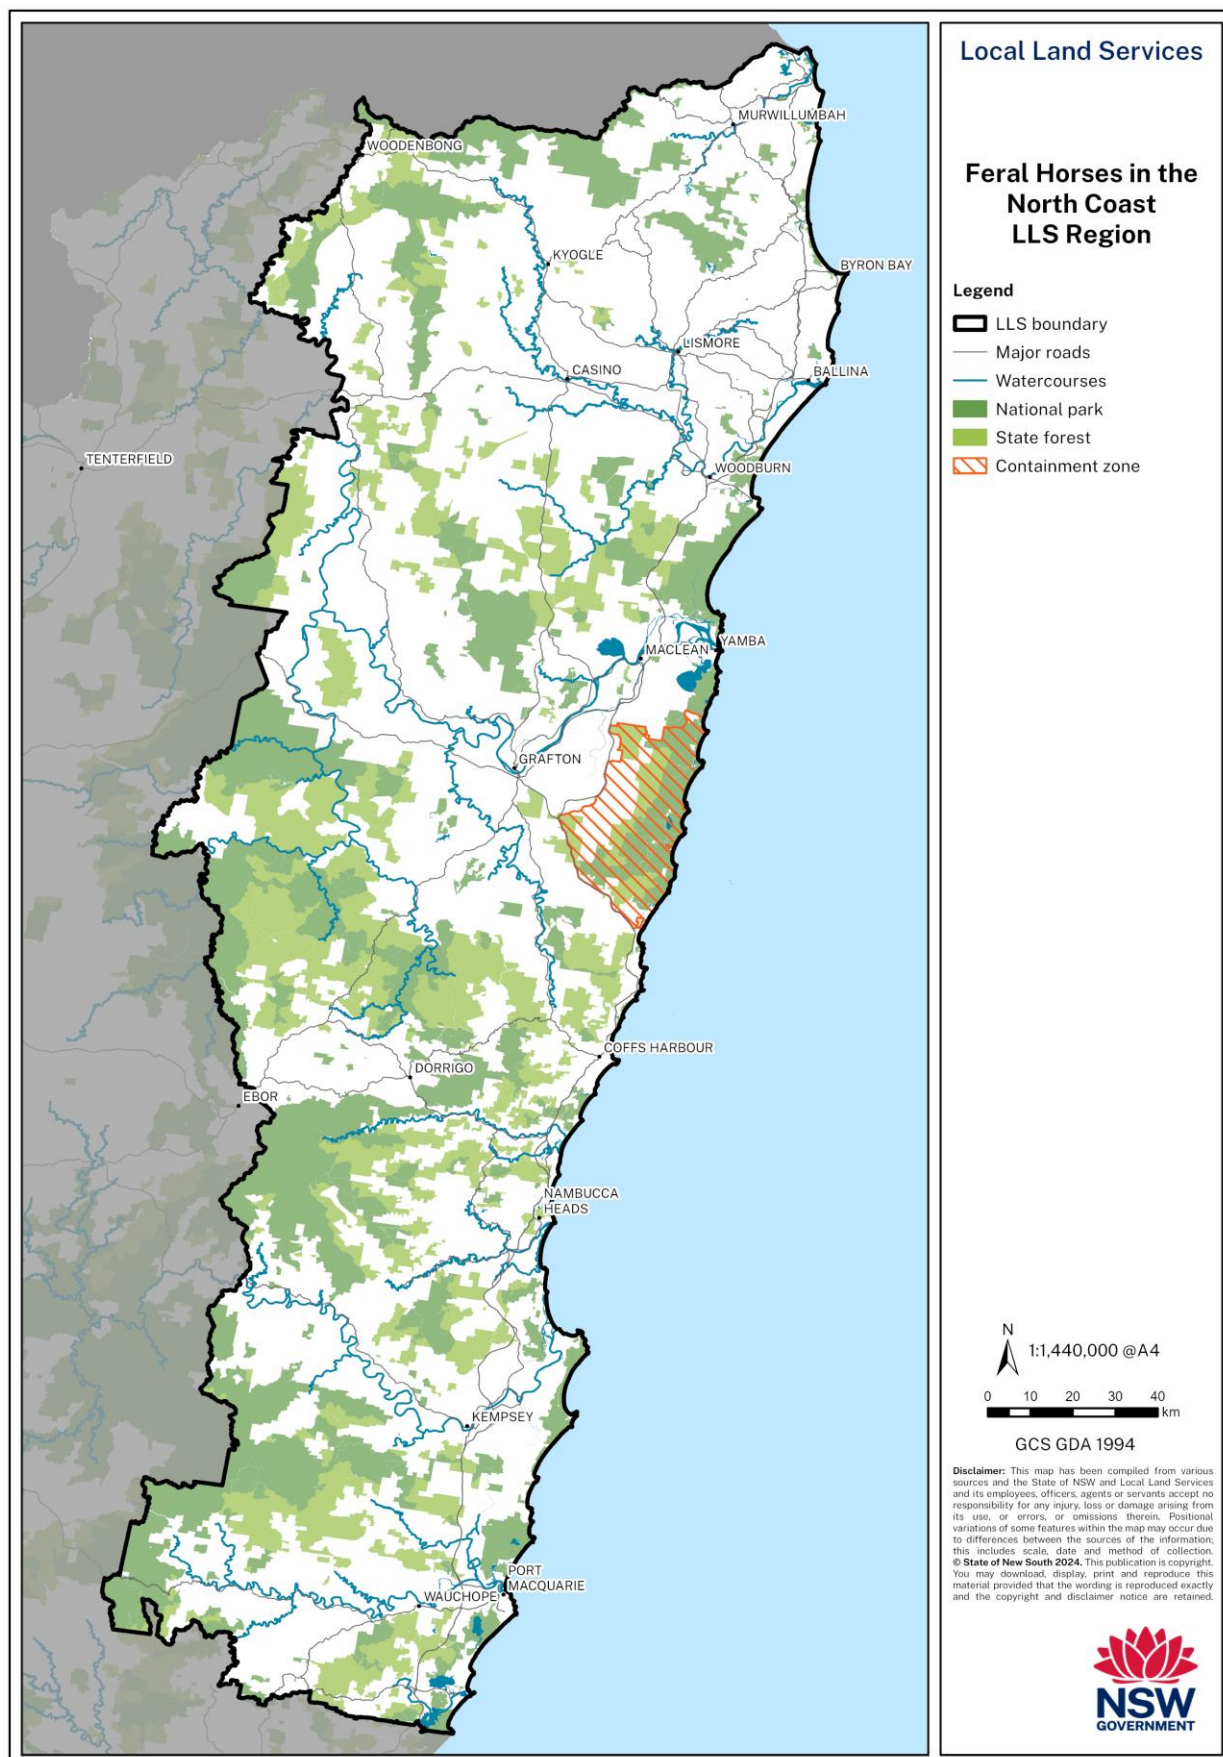 Local Land Services
Feral Horses in the
North Coast
LLS Region
Legend
LLS boundary
Major roads
Watercourses
National park
State forest
Containment zone
MURWILLUMBAH
WOODENBONG
KYOGLE
BYRON BAY
LISMORE
CASINO
BALLINA
TENTERFIELD
WOODBURN
YAMBA
MACLEAN
GRAFTON
COFFS HARBOUR
DORRIGO
EBOR
NAMBUCCA
HEADS
KEMPSEY
PORT
MACQUARIE
WAUCHOPE
N
1:1,440,000 @A4
0 10 20 30 40
km
GCS GDA 1994
Disclaimer: This map has been compiled from various
sources and the State of NSW and Local Land Services
and its employees, officers, agents or servants accept no
responsibility for any injury, loss or damage arising from
its use, or errors, or omissions therein. Positional
variations of some features within the map may occur due
to differences between the sources of the information;
this includes scale, date and method of collection.
© State of New South 2024. This publication is copyright.
You may download, display, print and reproduce this
material provided that the wording is reproduced exactly
and the copyright and disclaimer notice are retained.
NSW
GOVERNMENT